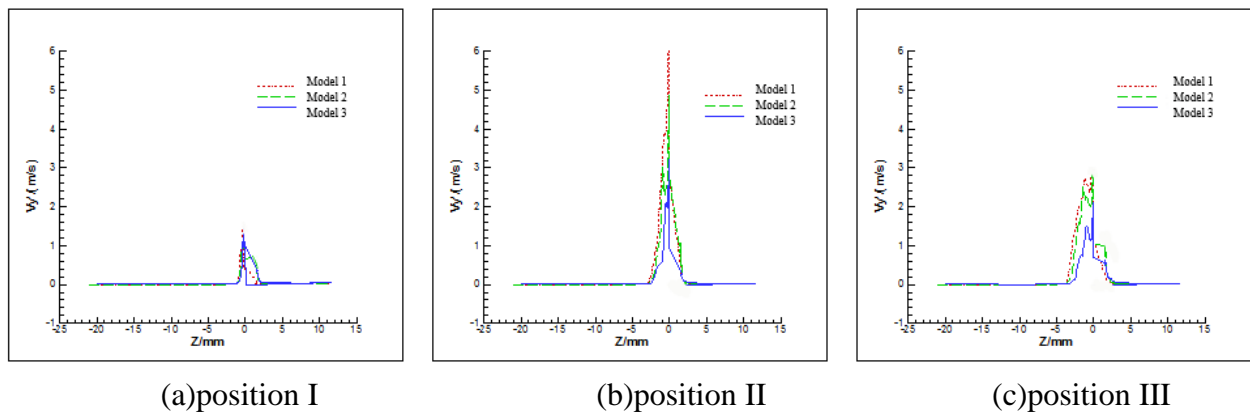 6
5
4
3
2
1
0
-1
-25 -20 -15 -10 -5 0 5 10 15
Z/mm
Vy/(m/s)
Model 1
Model 2
Model 3
6
5
4
3
2
1
0
-1
-25 -20 -15 -10 -5 0 5 10 15
Z/mm
Vy/(m/s)
Model 1
Model 2
Model 3
6
5
4
3
2
1
0
-1
-25 -20 -15 -10 -5 0 5 10 15
Z/mm
Vy/(m/s)
Model 1
Model 2
Model 3
(a)position I
(b)position II
(c)position III